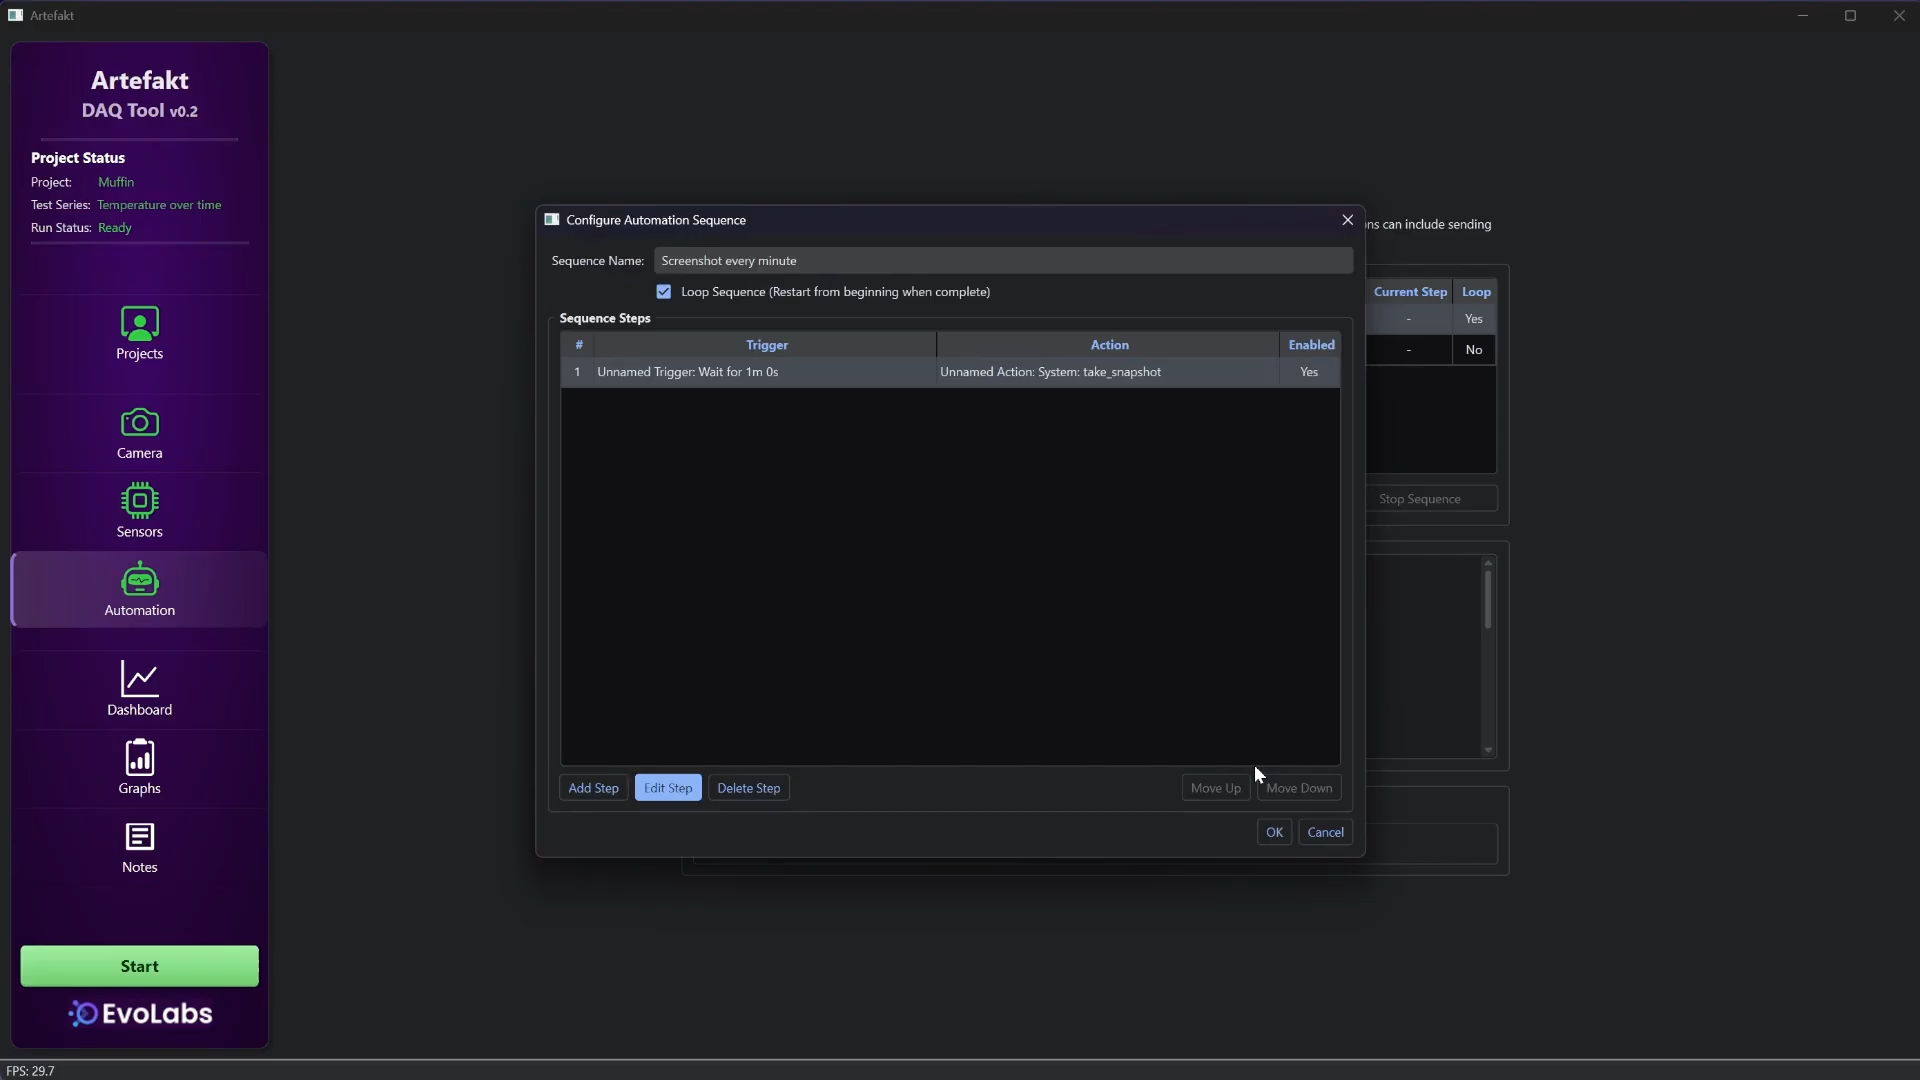 Artefakt
Artefakt
DAQ Tool v0.2
Project Status
Project: Muffin
Test Series: Temperature over time
Run Status: Ready
Projects
Camera
Sensors
Automation
Dashboard
Graphs
Notes
Start
EvoLabs
FPS: 29.7
Configure Automation Sequence
Sequence Name: Screenshot every minute
Loop Sequence (Restart from beginning when complete)
Sequence Steps
# Trigger Action Enabled
1 Unnamed Trigger: Wait for 1m 0s Unnamed Action: System: take_snapshot Yes
Add Step Edit Step Delete Step Move Up Move Down
OK Cancel
ns can include sending
Current Step Loop
- Yes
- No
Stop Sequence